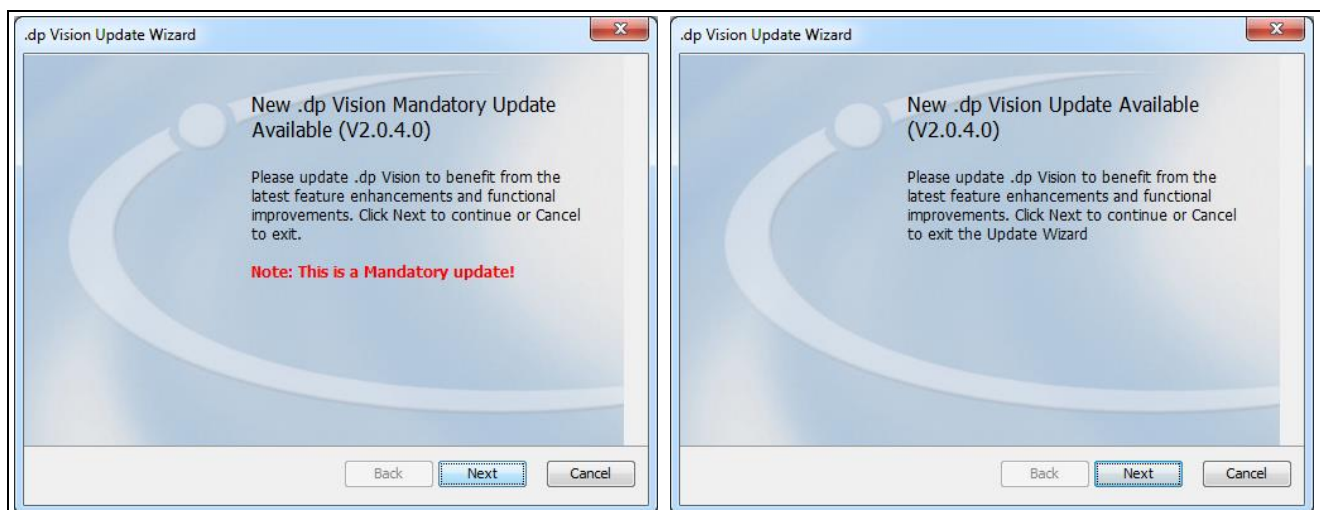 .dp Vision Update Wizard
New .dp Vision Mandatory Update
Available (V2.0.4.0)
Please update .dp Vision to benefit from the
latest feature enhancements and functional
improvements. Click Next to continue or Cancel
to exit.
Note: This is a Mandatory update!
Back
Next
Cancel
.dp Vision Update Wizard
New .dp Vision Update Available
(V2.0.4.0)
Please update .dp Vision to benefit from the
latest feature enhancements and functional
improvements. Click Next to continue or Cancel
to exit the Update Wizard
Back
Next
Cancel